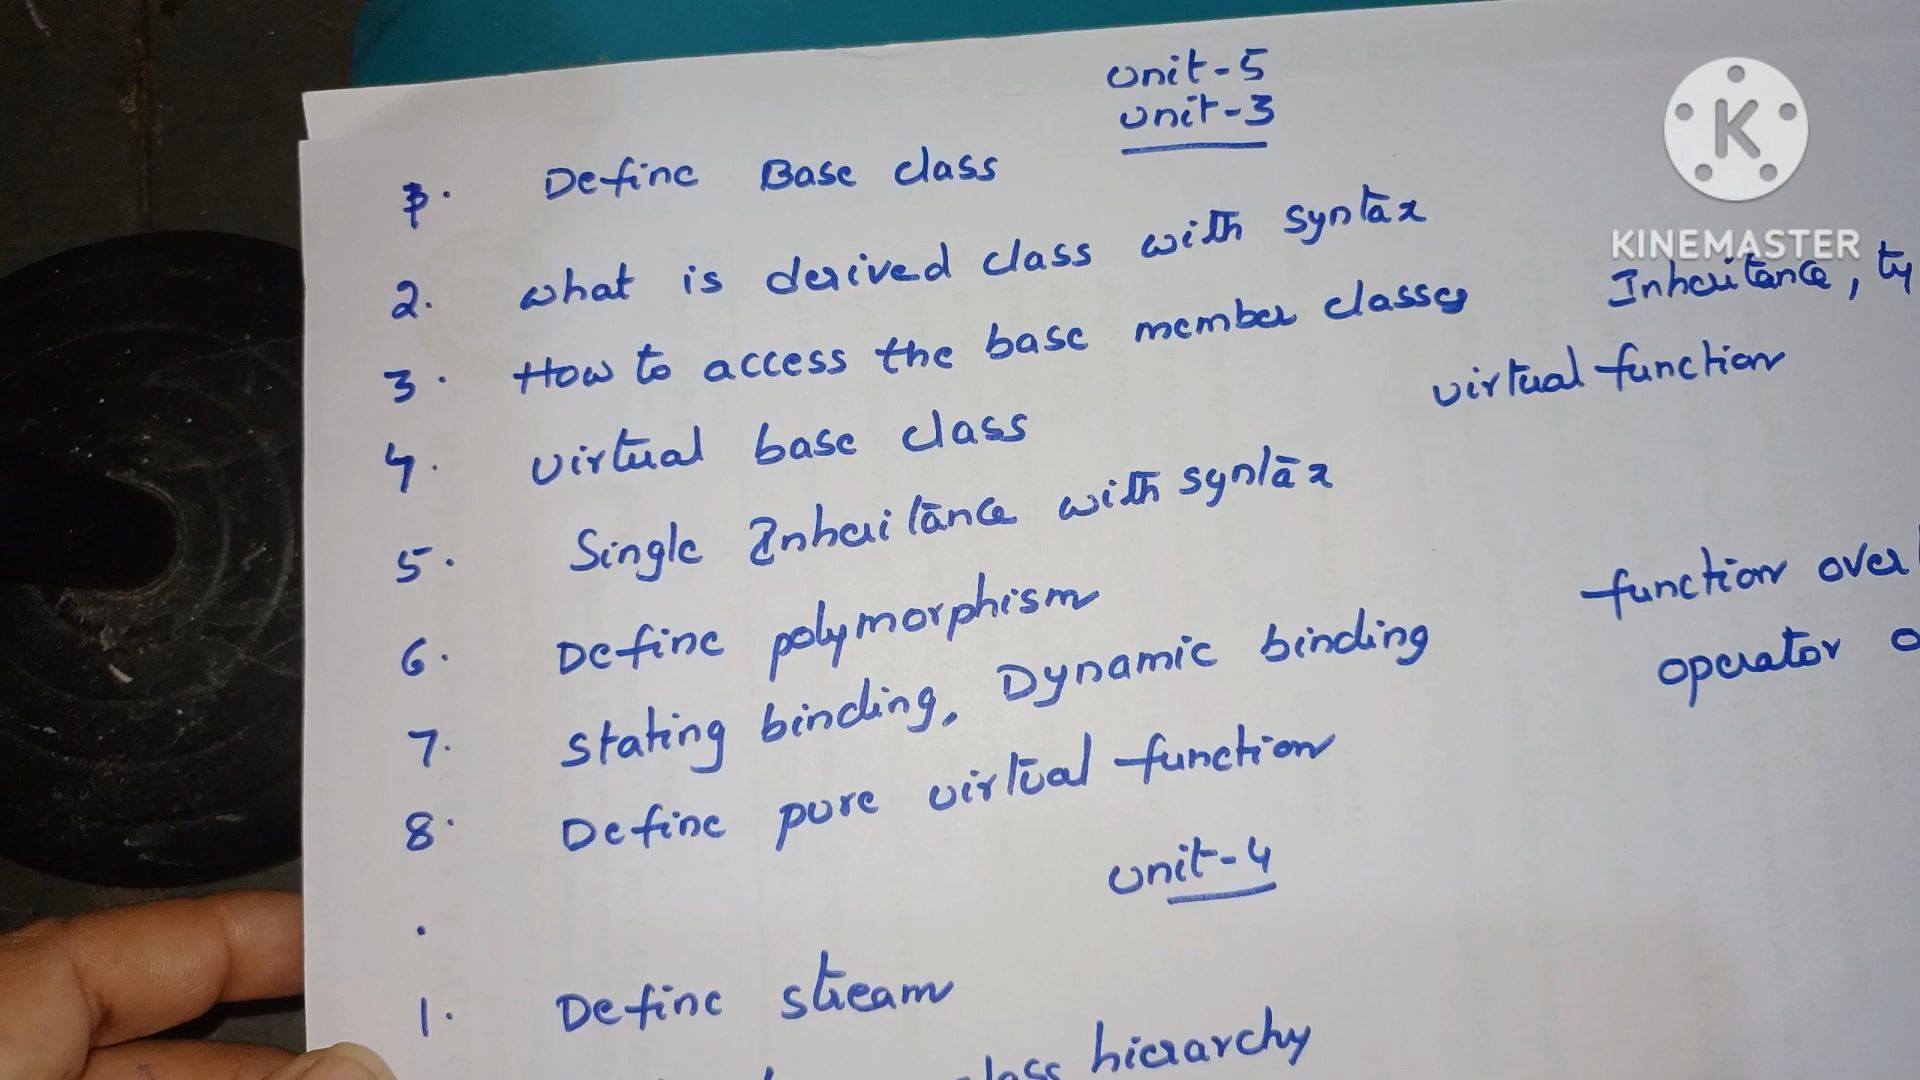 Unit-5
Unit-3
1. Define Base class
2. What is derived class with syntax
3. How to access the base member classes
Inheritance,
4. Virtual base class
virtual function
5. Single Inheritance with syntax
6. Define polymorphism
function
7. Stating binding, Dynamic binding
operator
8. Define pure virtual function
Unit-4
.
1. Define stream
hierarchy
KINEMASTER